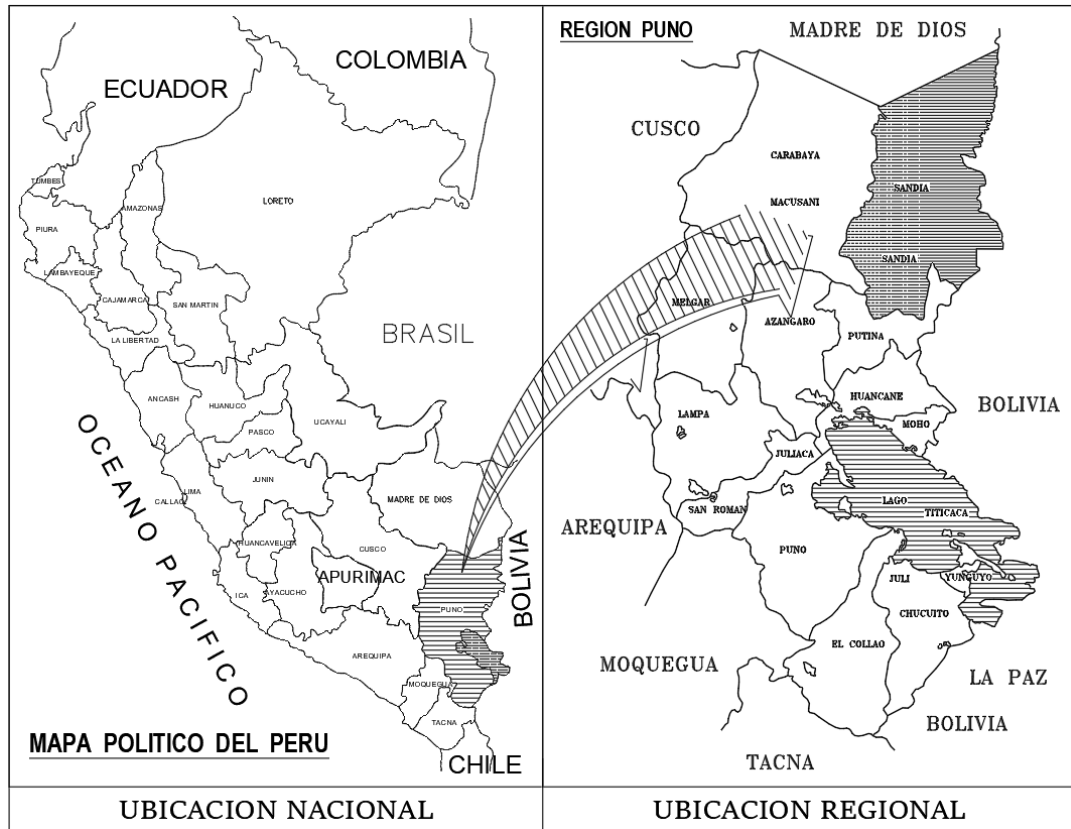 COLOMBIA
ECUADOR
TUMBES
AMAZONAS
LORETO
PIURA
LAMBAYEQUE
CAJAMARCA
SAN MARTIN
BRASIL
LA LIBERTAD
ANCASH
HUANUCO
UCAYALI
PASCO
OCEANO PACIFICO
JUNIN
LIMA
CALLAO
MADRE DE DIOS
HUANCAVELICA
CUSCO
BOLIVIA
APURIMAC
ICA
AYACUCHO
PUNO
AREQUIPA
MOQUEGUA
TACNA
MAPA POLITICO DEL PERU
CHILE
UBICACION NACIONAL
REGION PUNO
MADRE DE DIOS
CUSCO
CARABAYA
SANDIA
MACUSANI
SANDIA
MELGAR
AZANGARO
PUTINA
HUANCANE
BOLIVIA
LAMPA
MOHO
JULIACA
LAGO TITICACA
SAN ROMAN
AREQUIPA
PUNO
JULI
YUNGUYO
CHUCUITO
EL COLLAO
MOQUEGUA
LA PAZ
BOLIVIA
TACNA
UBICACION REGIONAL